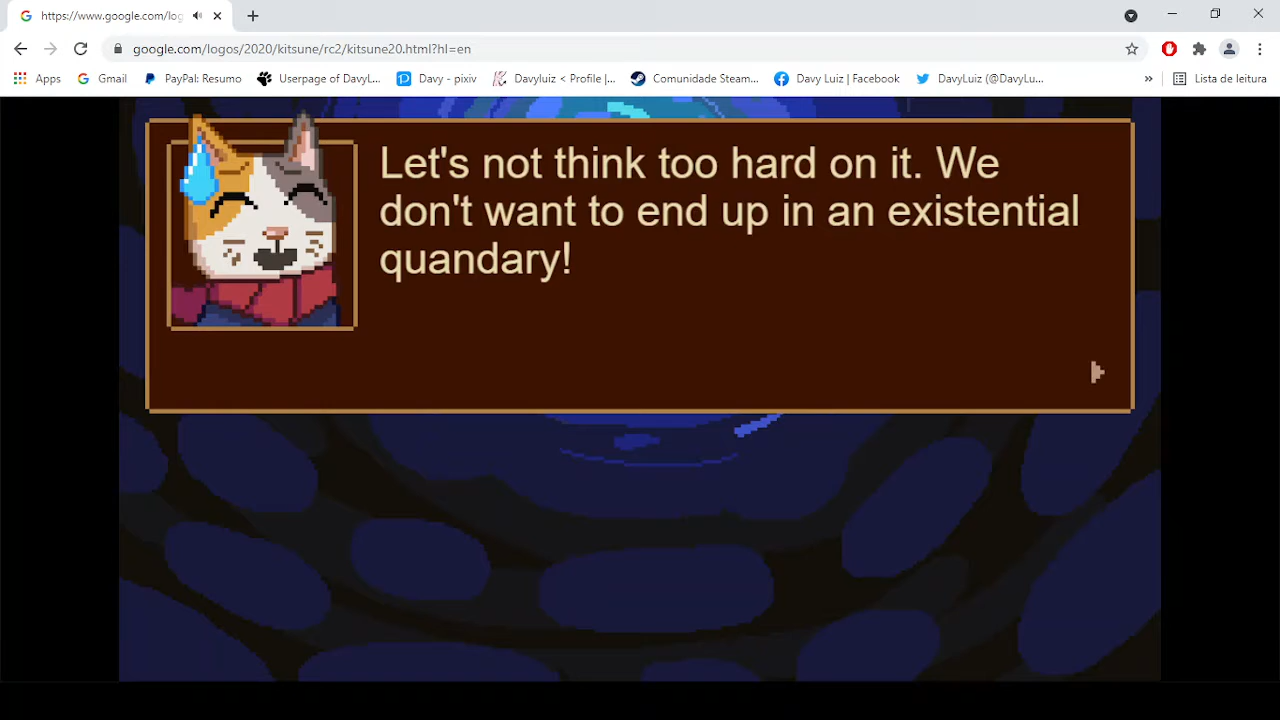 https://www.google.com/log
google.com/logos/2020/kitsune/rc2/kitsune20.html?hl=en
Apps Gmail PayPal: Resumo Userpage of DavyL... Davy - pixiv Davyluiz < Profile |... Comunidade Steam... Davy Luiz | Facebook DavyLuiz (@DavyLu... » Lista de leitura
Let's not think too hard on it. We
don't want to end up in an existential
quandary!